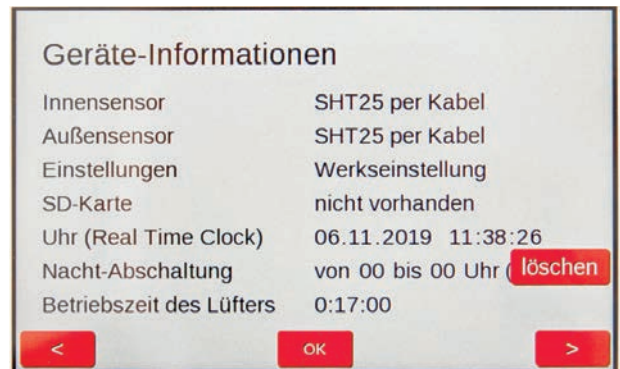 Geräte-Informationen
Innensensor SHT25 per Kabel
Außensensor SHT25 per Kabel
Einstellungen Werkseinstellung
SD-Karte nicht vorhanden
Uhr (Real Time Clock) 06.11.2019 11:38:26
Nacht-Abschaltung von 00 bis 00 Uhr ( löschen
Betriebszeit des Lüfters 0:17:00
< OK >